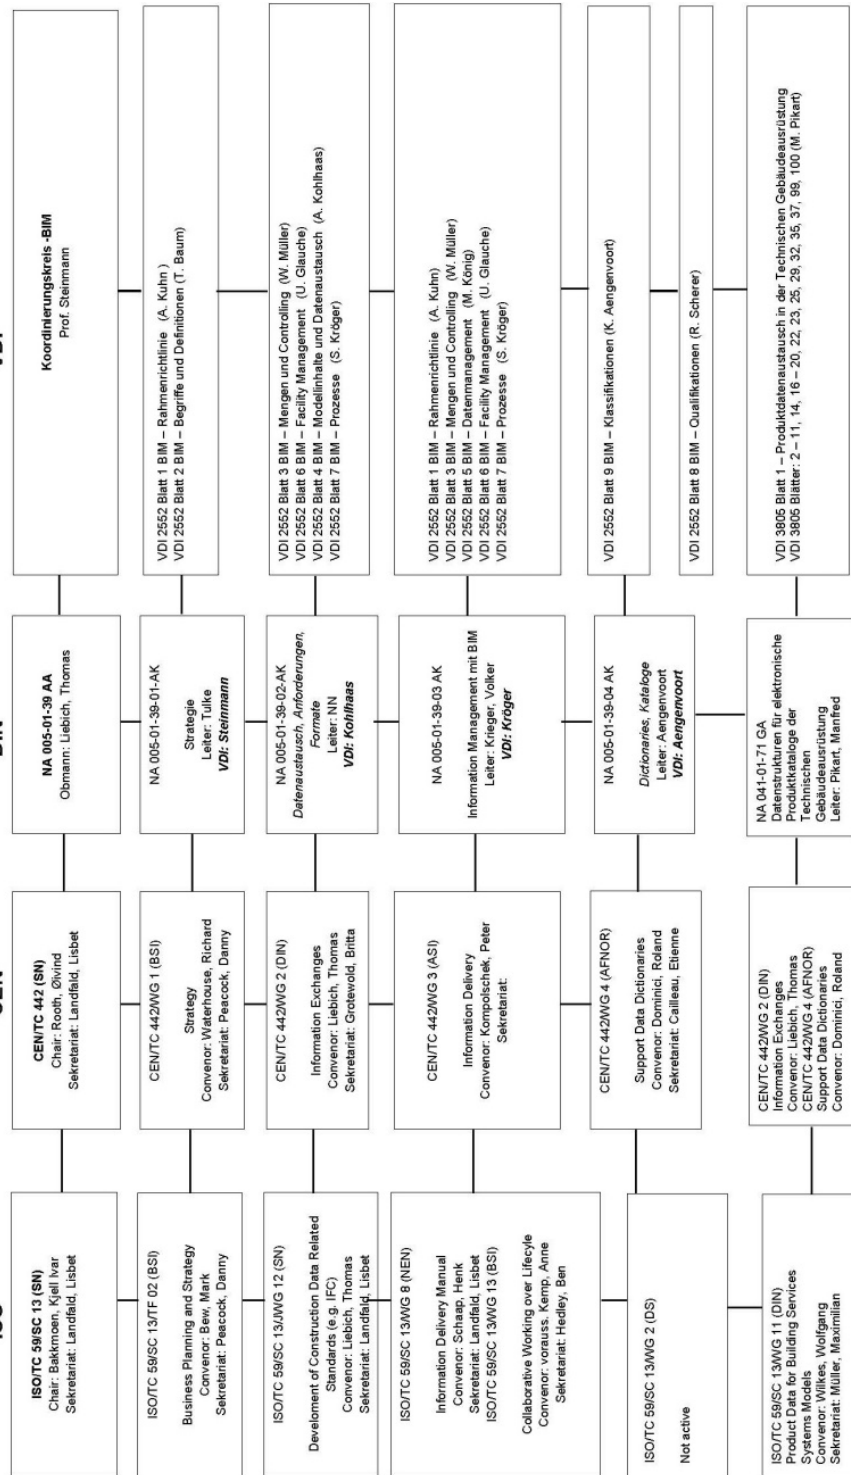 ISO
CEN
DIN
VDI
ISO/TC 59/SC 13 (SN)
Chair: Bakkmoen, Kjell Ivar
Sekretariat: Landfald, Lisbet
CEN/TC 442 (SN)
Chair: Rooth, Øivind
Sekretariat: Landfald, Lisbet
NA 005-01-39 AA
Obmann: Liebich, Thomas
Koordinierungskreis -BIM
Prof. Steinmann
ISO/TC 59/SC 13/TF 02 (BSI)
Business Planning and Strategy
Convenor: Bew, Mark
Sekretariat: Peacock, Danny
CEN/TC 442/WG 1 (BSI)
Strategy
Convenor: Waterhouse, Richard
Sekretariat: Peacock, Danny
NA 005-01-39-01-AK
Strategie
Leiter: Tulke
VDI: Steinmann
VDI 2552 Blatt 1 BIM – Rahmenrichtlinie (A. Kuhn )
VDI 2552 Blatt 2 BIM – Begriffe und Definitionen (T. Baum)
ISO/TC 59/SC 13/JWG 12 (SN)
Develoment of Construction Data Related
Standards (e.g. IFC)
Convenor: Liebich, Thomas
Sekretariat: Landfald, Lisbet
CEN/TC 442/WG 2 (DIN)
Information Exchanges
Convenor: Liebich, Thomas
Sekretariat: Grotewold, Britta
NA 005-01-39-02-AK
Datenaustausch, Anforderungen,
Formate
Leiter: NN
VDI: Kohlhaas
VDI 2552 Blatt 3 BIM – Mengen und Controlling (W. Müller)
VDI 2552 Blatt 6 BIM – Facility Management (U. Glauche)
VDI 2552 Blatt 4 BIM – Modellinhalte und Datenaustausch (A. Kohlhaas)
VDI 2552 Blatt 7 BIM – Prozesse (S. Kröger)
ISO/TC 59/SC 13/WG 8 (NEN)
Information Delivery Manual
Convenor: Schaap, Henk
Sekretariat: Landfald, Lisbet
ISO/TC 59/SC 13/WG 13 (BSI)
Collaborative Working over Lifecyle
Convenor: vorauss. Kemp, Anne
Sekretariat: Hedley, Ben
CEN/TC 442/WG 3 (ASI)
Information Delivery
Convenor: Kompolschek, Peter
Sekretariat:
NA 005-01-39-03 AK
Information Management mit BIM
Leiter: Krieger, Volker
VDI: Kröger
VDI 2552 Blatt 1 BIM – Rahmenrichtlinie (A. Kuhn)
VDI 2552 Blatt 3 BIM – Mengen und Controlling (W. Müller)
VDI 2552 Blatt 5 BIM – Datenmanagement (M. König)
VDI 2552 Blatt 6 BIM – Facility Management (U. Glauche)
VDI 2552 Blatt 7 BIM – Prozesse (S. Kröger)
ISO/TC 59/SC 13/WG 2 (DS)
Not active
CEN/TC 442/WG 4 (AFNOR)
Support Data Dictionaries
Convenor: Dominici, Roland
Sekretariat: Cailleau, Etienne
NA 005-01-39-04 AK
Dictionaries, Kataloge
Leiter: Aengenvoort
VDI: Aengenvoort
VDI 2552 Blatt 9 BIM – Klassifikationen (K. Aengenvoort)
VDI 2552 Blatt 8 BIM – Qualifikationen (R. Scherer)
ISO/TC 59/SC 13/WG 11 (DIN)
Product Data for Building Services
Systems Models
Convenor: Wilkes, Wolfgang
Sekretariat: Müller, Maximilian
CEN/TC 442/WG 2 (DIN)
Information Exchanges
Convenor: Liebich, Thomas
CEN/TC 442/WG 4 (AFNOR)
Support Data Dictionaries
Convenor: Dominici, Roland
NA 041-01-71 GA
Datenstrukturen für elektronische
Produktkataloge der
Technischen
Gebäudeausrüstung
Leiter: Pikart, Manfred
VDI 3805 Blatt 1 – Produktdatenaustausch in der Technischen Gebäudeausrüstung
VDI 3805 Blätter: 2 – 11, 14, 16 – 20, 22, 23, 25, 29, 32, 35, 37, 99, 100 (M. Pikart)